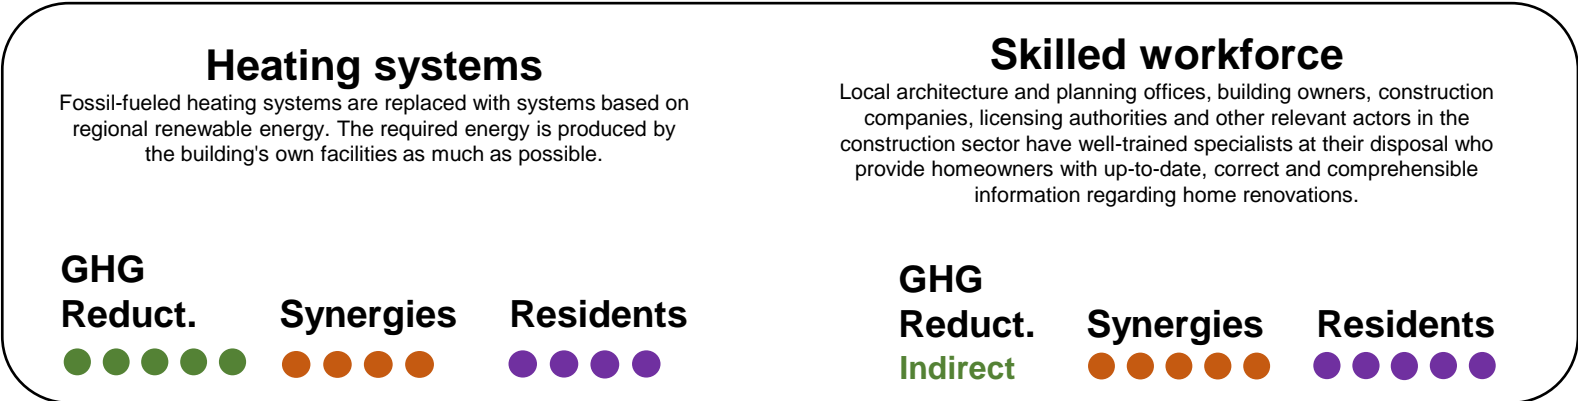 Heating systems
Fossil-fueled heating systems are replaced with systems based on
regional renewable energy. The required energy is produced by
the building's own facilities as much as possible.
GHG
Reduct.
Synergies
Residents
Skilled workforce
Local architecture and planning offices, building owners, construction
companies, licensing authorities and other relevant actors in the
construction sector have well-trained specialists at their disposal who
provide homeowners with up-to-date, correct and comprehensible
information regarding home renovations.
GHG
Reduct.
Indirect
Synergies
Residents